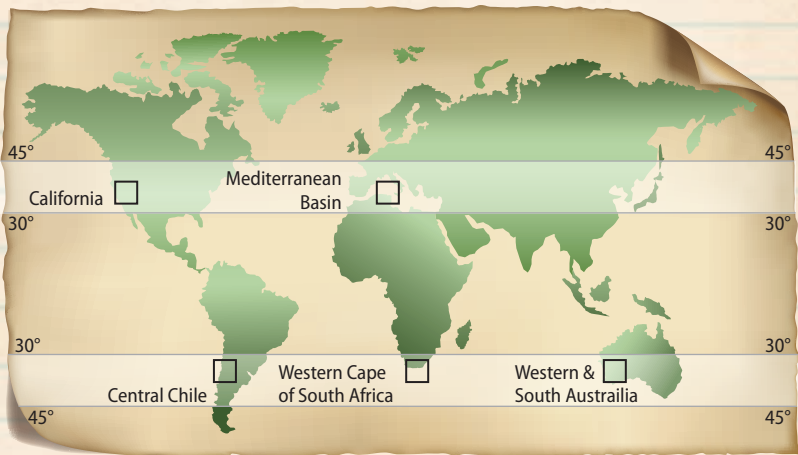 45°
45°
Mediterranean
Basin
California
30°
30°
30°
30°
Central Chile
Western Cape
of South Africa
Western &
South Austrailia
45°
45°